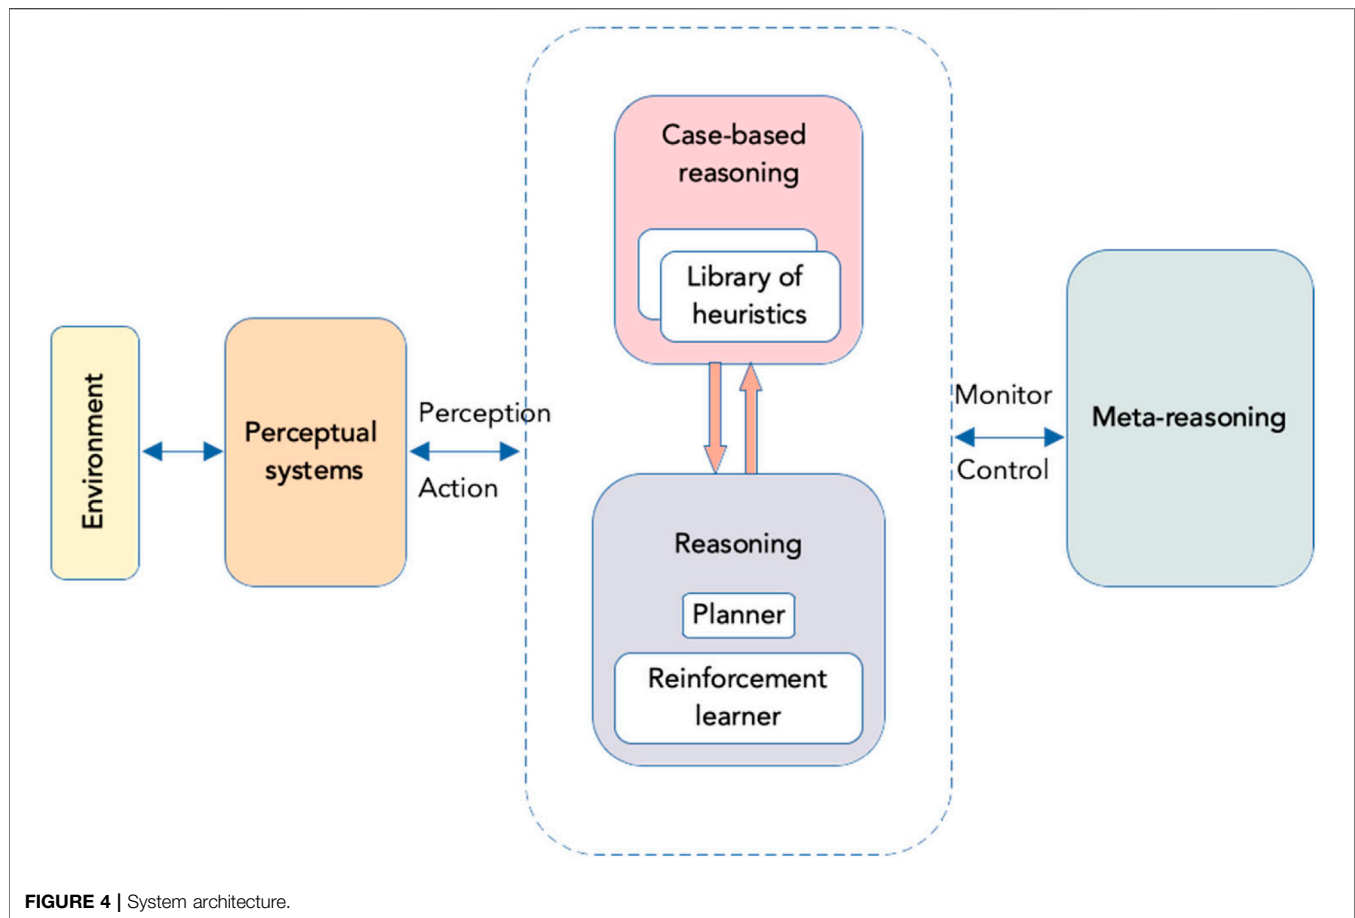 Environment
Perceptual
systems
Perception
Action
Case-based
reasoning
Library of
heuristics
Reasoning
Planner
Reinforcement
learner
Monitor
Control
Meta-reasoning
FIGURE 4 | System architecture.